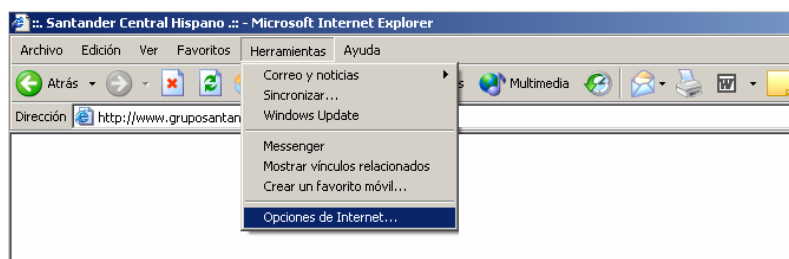 ::. Santander Central Hispano .:: - Microsoft Internet Explorer
Archivo Edición Ver Favoritos Herramientas Ayuda
Atrás Multimedia
Dirección http://www.gruposantan
Correo y noticias
Sincronizar...
Windows Update
Messenger
Mostrar vínculos relacionados
Crear un favorito móvil...
Opciones de Internet...